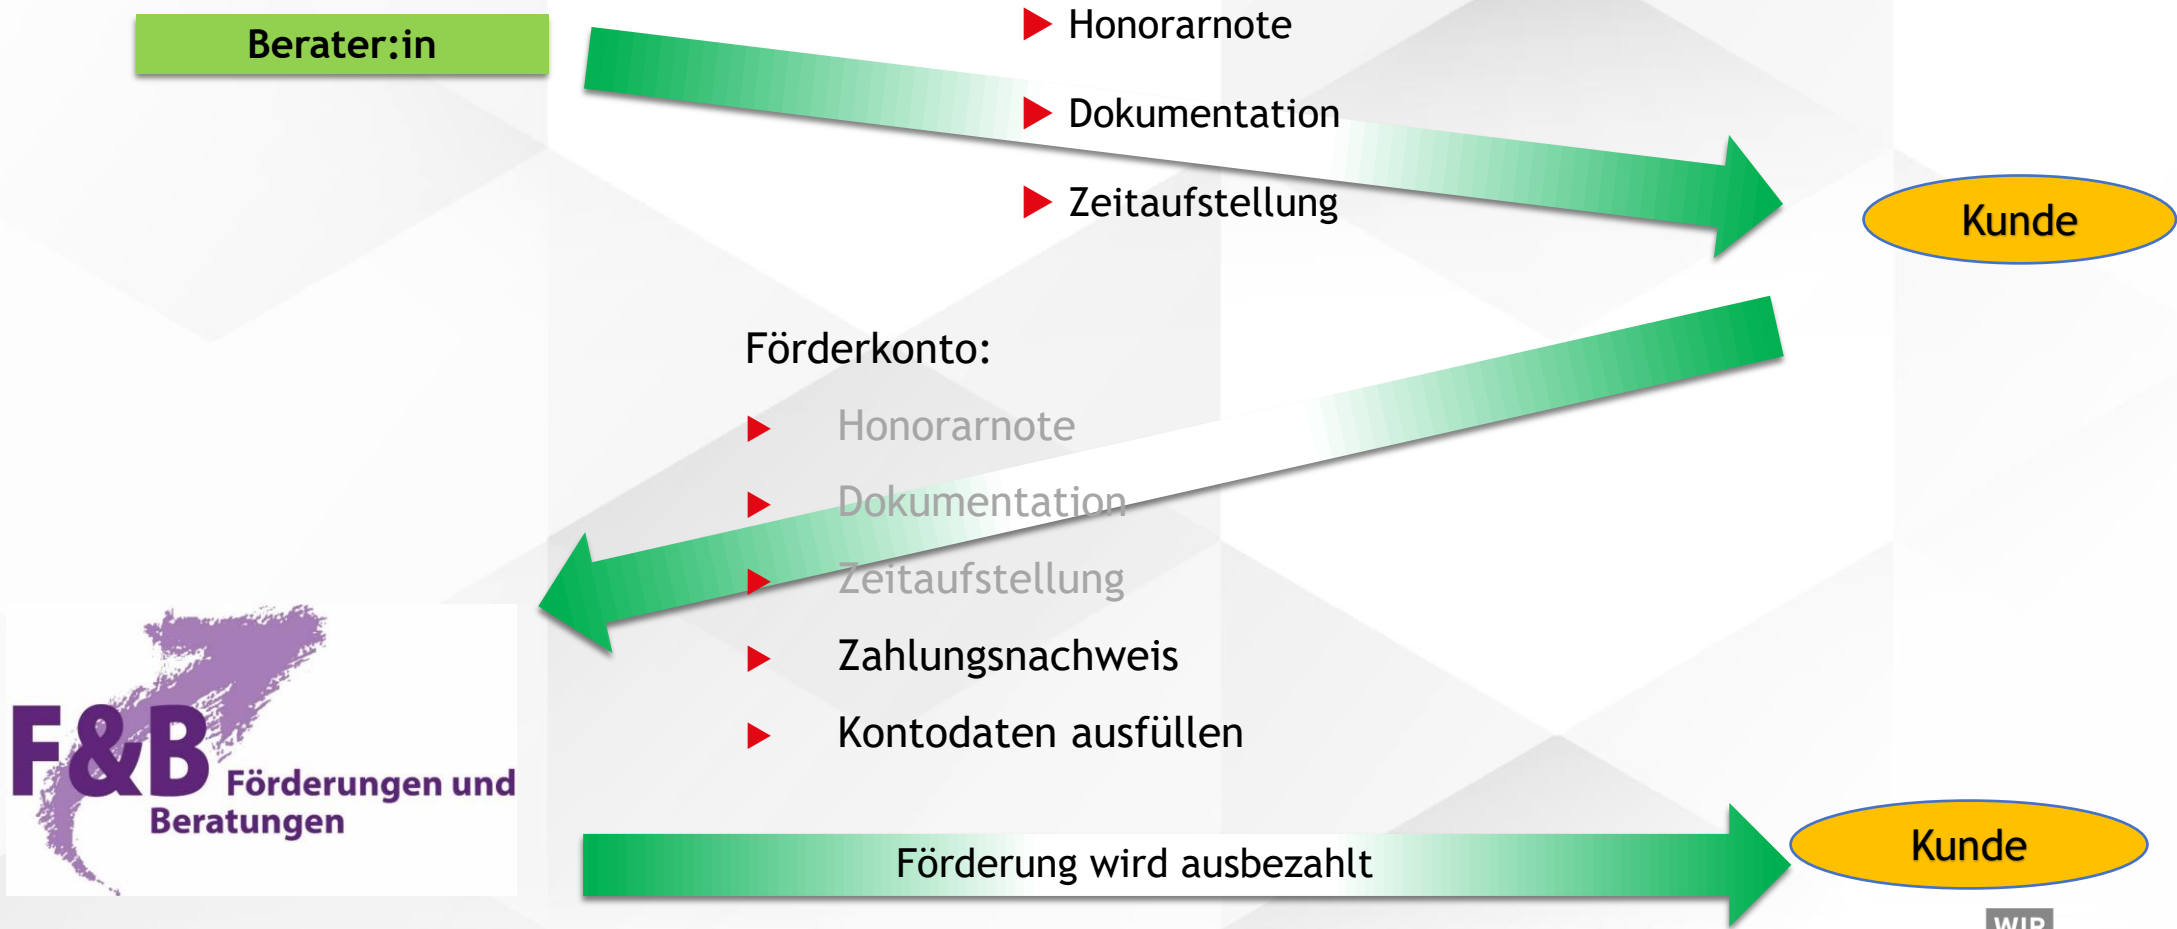 Berater:in
Honorarnote
Dokumentation
Zeitaufstellung
Kunde
Förderkonto:
Honorarnote
Dokumentation
Zeitaufstellung
Zahlungsnachweis
Kontodaten ausfüllen
F&B Förderungen und
Beratungen
Förderung wird ausbezahlt
Kunde